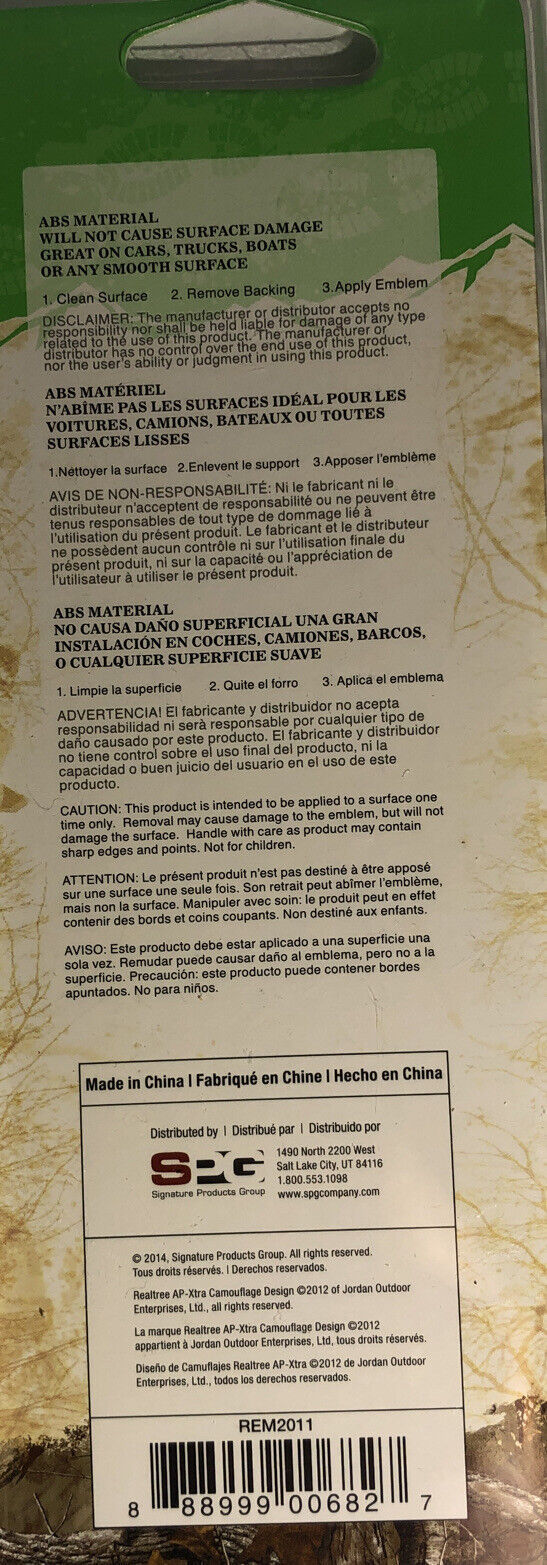 ABS MATERIAL
WILL NOT CAUSE SURFACE DAMAGE
GREAT ON CARS, TRUCKS, BOATS
OR ANY SMOOTH SURFACE
1. Clean Surface 2. Remove Backing 3.Apply Emblem
DISCLAIMER: The manufacturer or distributor accepts no
responsibility nor shall be held liable for damage of any type
related to the use of this product. The manufacturer or
distributor has no control over the end use of this product,
nor the user's ability or judgment in using this product.
ABS MATÉRIEL
N'ABÎME PAS LES SURFACES IDÉAL POUR LES
VOITURES, CAMIONS, BATEAUX OU TOUTES
SURFACES LISSES
1.Nettoyer la surface 2.Enlevent le support 3.Apposer l'emblème
AVIS DE NON-RESPONSABILITÉ: Ni le fabricant ni le
distributeur n'acceptent de responsabilité ou ne peuvent être
tenus responsables de tout type de dommage lié à
l'utilisation du présent produit. Le fabricant et le distributeur
ne possèdent aucun contrôle ni sur l'utilisation finale du
présent produit, ni sur la capacité ou l'appréciation de
l'utilisateur à utiliser le présent produit.
ABS MATERIAL
NO CAUSA DAÑO SUPERFICIAL UNA GRAN
INSTALACIÓN EN COCHES, CAMIONES, BARCOS,
O CUALQUIER SUPERFICIE SUAVE
1. Limpie la superficie 2. Quite el forro 3. Aplica el emblema
ADVERTENCIA! El fabricante y distribuidor no acepta
responsabilidad ni será responsable por cualquier tipo de
daño causado por este producto. El fabricante y distribuidor
no tiene control sobre el uso final del producto, ni la
capacidad o buen juicio del usuario en el uso de este
producto.
CAUTION: This product is intended to be applied to a surface one
time only. Removal may cause damage to the emblem, but will not
damage the surface. Handle with care as product may contain
sharp edges and points. Not for children.
ATTENTION: Le présent produit n'est pas destiné à être apposé
sur une surface une seule fois. Son retrait peut abîmer l'emblème,
mais non la surface. Manipuler avec soin: le produit peut en effet
contenir des bords et coins coupants. Non destiné aux enfants.
AVISO: Este producto debe estar aplicado a una superficie una
sola vez. Remudar puede causar daño al emblema, pero no a la
superficie. Precaución: este producto puede contener bordes
apuntados. No para niños.
Made in China I Fabriqué en Chine I Hecho en China
Distributed by | Distribué par | Distribuido por
SPG
Signature Products Group
1490 North 2200 West
Salt Lake City, UT 84116
1.800.553.1098
www.spgcompany.com
© 2014, Signature Products Group. All rights reserved.
Tous droits réservés. I Derechos reservados.
Realtree AP-Xtra Camouflage Design ©2012 of Jordan Outdoor
Enterprises, Ltd., all rights reserved.
La marque Realtree AP-Xtra Camouflage Design ©2012
appartient à Jordan Outdoor Enterprises, Ltd, tous droits réservés.
Diseño de Camuflajes Realtree AP-Xtra ©2012 de Jordan Outdoor
Enterprises, Ltd., todos los derechos reservados.
REM2011
8 88999 00682 7